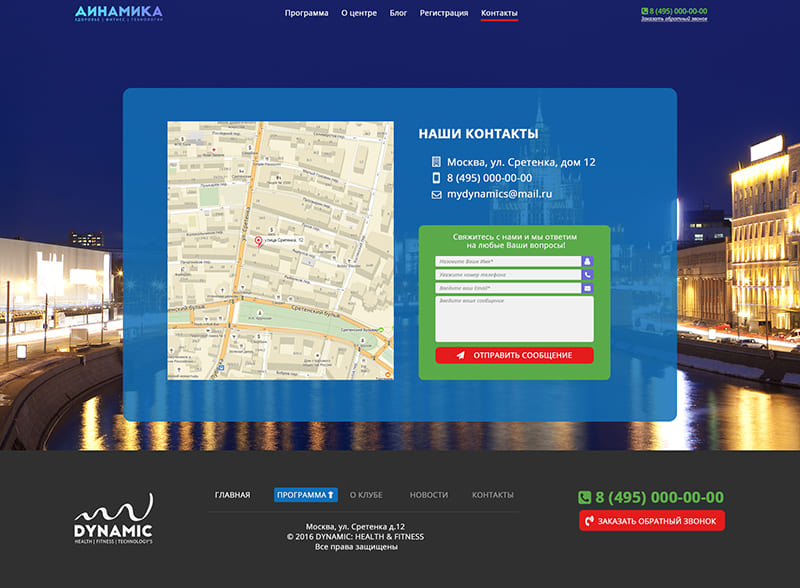 ДИНАМИКА
ЗДОРОВЬЕ | ФИТНЕС | ТЕХНОЛОГИИ
Программа
О центре
Блог
Регистрация
Контакты
8 (495) 000-00-00
Заказать обратный звонок
НАШИ КОНТАКТЫ
Москва, ул. Сретенка, дом 12
8 (495) 000-00-00
mydynamics@mail.ru
улица Сретенка, 12
Сретенский бульв
Свяжитесь с нами и мы ответим
на любые Ваши вопросы!
Напишите Ваше Имя*
Укажите номер телефона
Введите ваш Email*
Введите ваше сообщение
ОТПРАВИТЬ СООБЩЕНИЕ
DYNAMIC
HEALTH | FITNESS | TECHNOLOGY'S
ГЛАВНАЯ
ПРОГРАММА
О КЛУБЕ
НОВОСТИ
КОНТАКТЫ
Москва, ул. Сретенка д.12
© 2016 DYNAMIC: HEALTH & FITNESS
Все права защищены
8 (495) 000-00-00
ЗАКАЗАТЬ ОБРАТНЫЙ ЗВОНОК